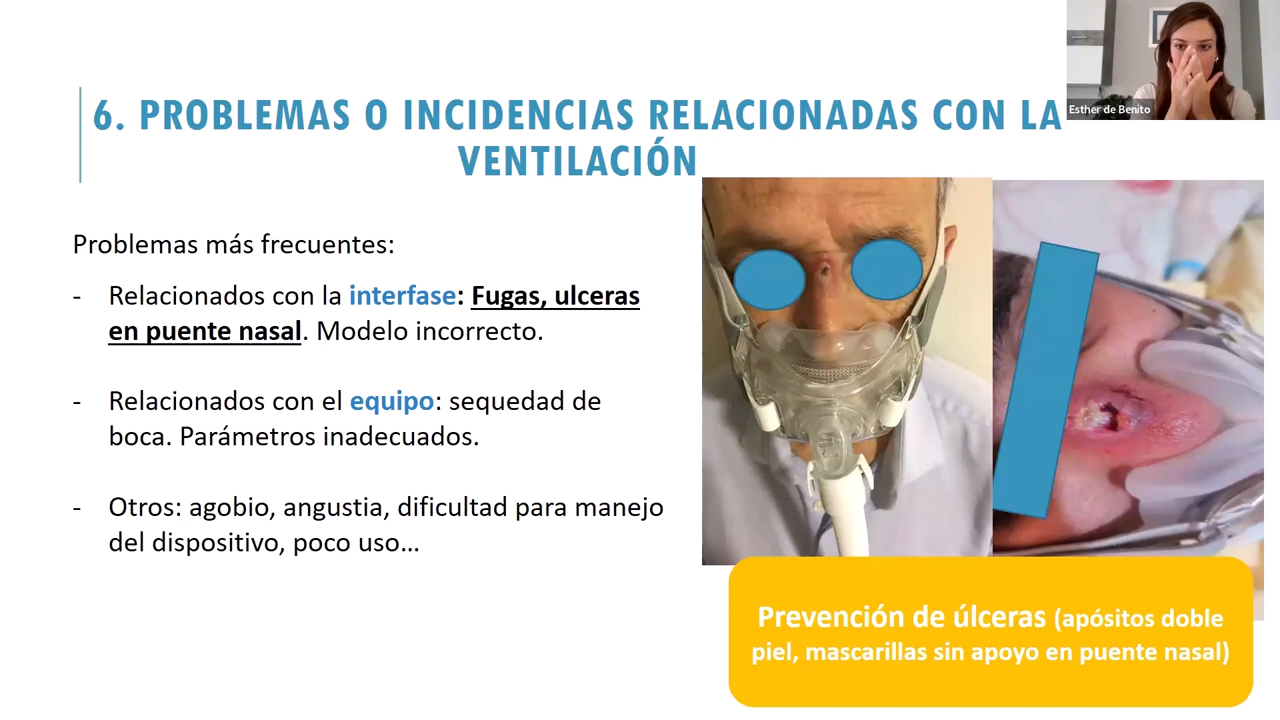 6. PROBLEMAS O INCIDENCIAS RELACIONADAS CON LA
VENTILACIÓN
Esther de Benito
Problemas más frecuentes:
- Relacionados con la interfase: Fugas, ulceras
en puente nasal. Modelo incorrecto.
- Relacionados con el equipo: sequedad de
boca. Parámetros inadecuados.
- Otros: agobio, angustia, dificultad para manejo
del dispositivo, poco uso…
Prevención de úlceras (apósitos doble
piel, mascarillas sin apoyo en puente nasal)